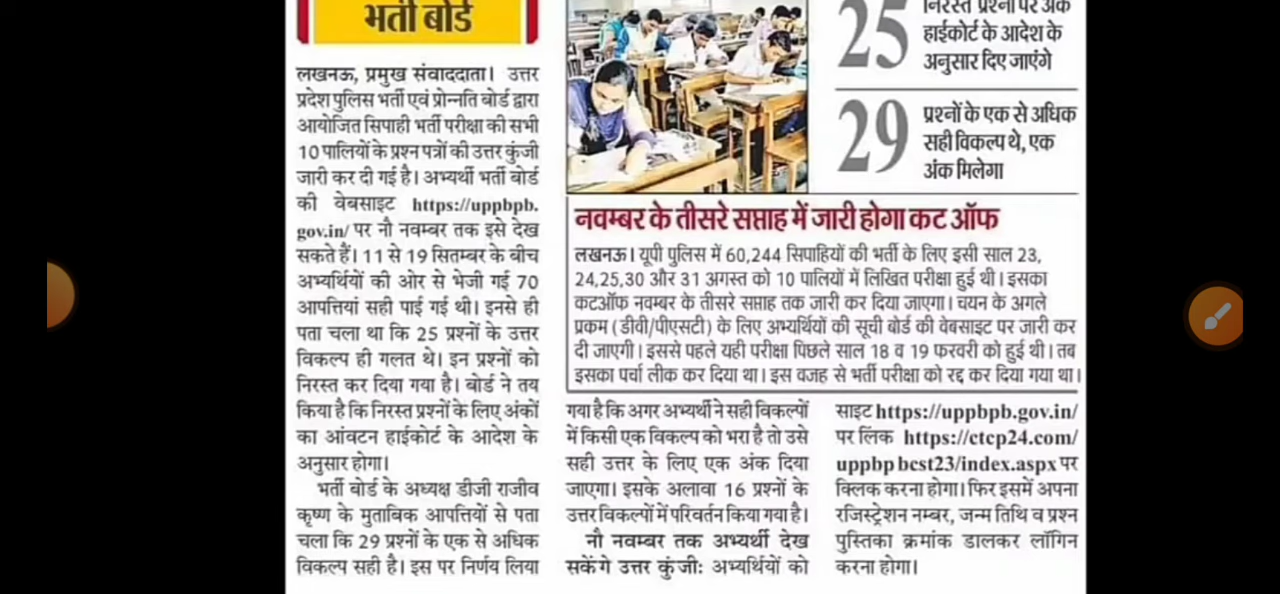 भर्ती बोर्ड
लखनऊ, प्रमुख संवाददाता। उत्तर
प्रदेश पुलिस भर्ती एवं प्रोन्नति बोर्ड द्वारा
आयोजित सिपाही भर्ती परीक्षा की सभी
10 पालियों के प्रश्न पत्रों की उत्तर कुंजी
जारी कर दी गई है। अभ्यर्थी भर्ती बोर्ड
की वेबसाइट https://uppbpb.
gov.in/ पर नौ नवम्बर तक इसे देख
सकते हैं। 11 से 19 सितम्बर के बीच
अभ्यर्थियों की ओर से भेजी गई 70
आपत्तियां सही पाई गई थी। इनसे ही
पता चला था कि 25 प्रश्नों के उत्तर
विकल्प ही गलत थे। इन प्रश्नों को
निरस्त कर दिया गया है। बोर्ड ने तय
किया है कि निरस्त प्रश्नों के लिए अंकों
का आंवटन हाईकोर्ट के आदेश के
अनुसार होगा।
भर्ती बोर्ड के अध्यक्ष डीजी राजीव
कृष्ण के मुताबिक आपत्तियों से पता
चला कि 29 प्रश्नों के एक से अधिक
विकल्प सही है। इस पर निर्णय लिया
25
निरस्त प्रश्नों पर अंक
हाईकोर्ट के आदेश के
अनुसार दिए जाएंगे
29
प्रश्नों के एक से अधिक
सही विकल्प थे, एक
अंक मिलेगा
नवम्बर के तीसरे सप्ताह में जारी होगा कट ऑफ
लखनऊ। यूपी पुलिस में 60,244 सिपाहियों की भर्ती के लिए इसी साल 23,
24,25,30 और 31 अगस्त को 10 पालियों में लिखित परीक्षा हुई थी। इसका
कटऑफ नवम्बर के तीसरे सप्ताह तक जारी कर दिया जाएगा। चयन के अगले
प्रक्रम (डीवी/पीएसटी) के लिए अभ्यर्थियों की सूची बोर्ड की वेबसाइट पर जारी कर
दी जाएगी। इससे पहले यही परीक्षा पिछले साल 18 व 19 फरवरी को हुई थी। तब
इसका पर्चा लीक कर दिया था। इस वजह से भर्ती परीक्षा को रद्द कर दिया गया था।
गया है कि अगर अभ्यर्थी ने सही विकल्पों
में किसी एक विकल्प को भरा है तो उसे
सही उत्तर के लिए एक अंक दिया
जाएगा। इसके अलावा 16 प्रश्नों के
उत्तर विकल्पों में परिवर्तन किया गया है।
नौ नवम्बर तक अभ्यर्थी देख
सकेंगे उत्तर कुंजी: अभ्यर्थियों को
साइट https://uppbpb.gov.in/
पर लिंक https://ctcp24.com/
uppbpbcst23/index.aspx पर
क्लिक करना होगा। फिर इसमें अपना
रजिस्ट्रेशन नम्बर, जन्म तिथि व प्रश्न
पुस्तिका क्रमांक डालकर लॉगिन
करना होगा।